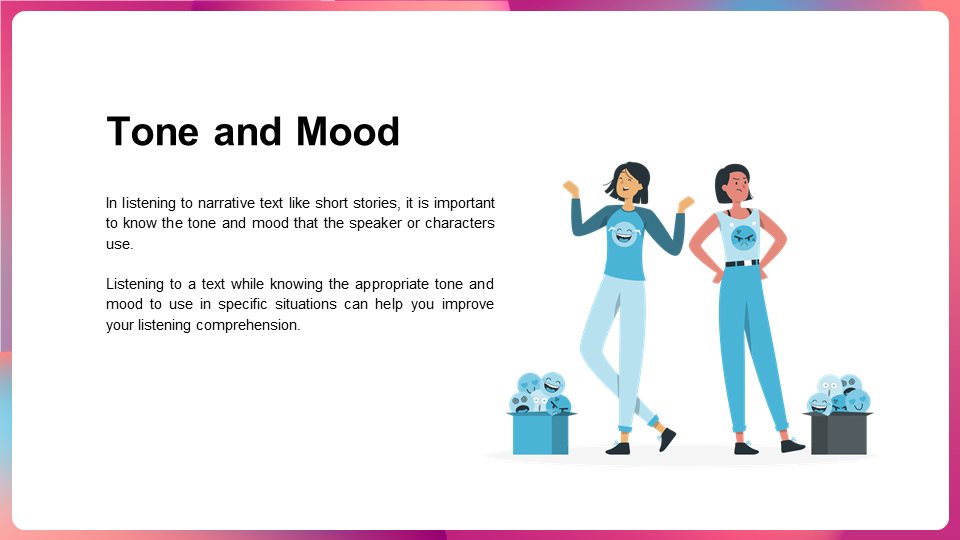 Tone and Mood
In listening to narrative text like short stories, it is important
to know the tone and mood that the speaker or characters
use.
Listening to a text while knowing the appropriate tone and
mood to use in specific situations can help you improve
your listening comprehension.